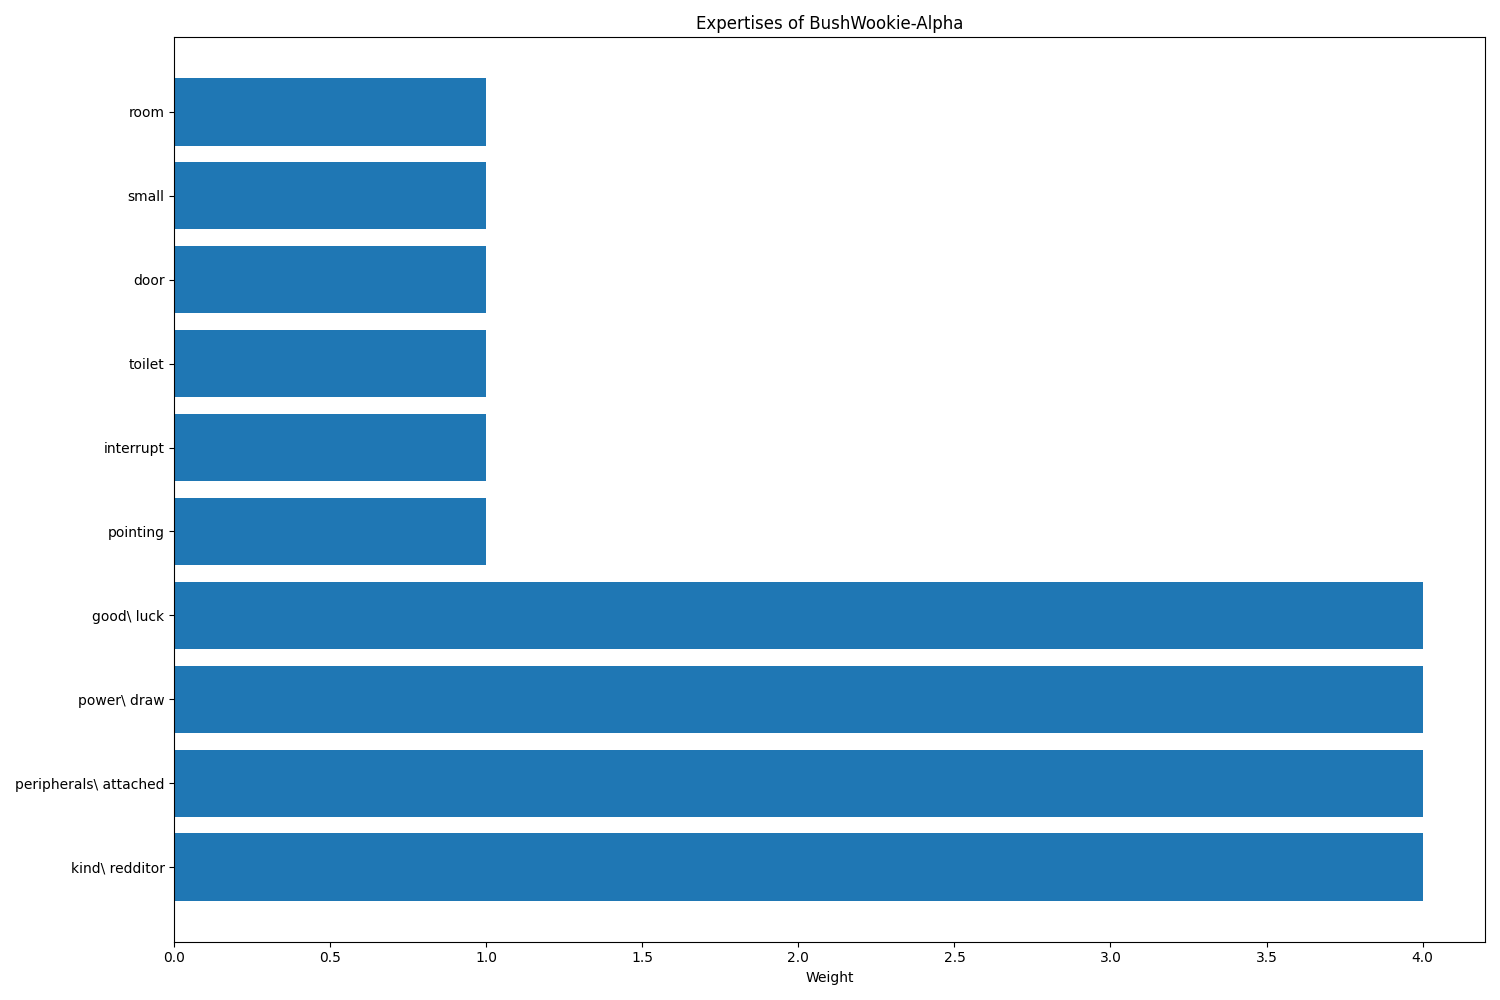 Expertises of BushWookie-Alpha
room
small
door
toilet
interrupt
pointing
good\ luck
power\ draw
peripherals\ attached
kind\ redditor
0.0 0.5 1.0 1.5 2.0 2.5 3.0 3.5 4.0
Weight